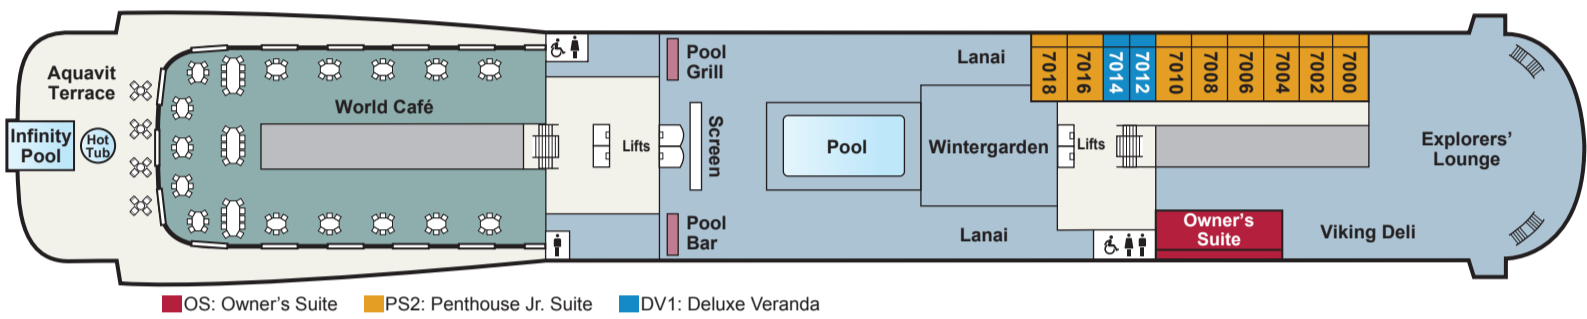 Aquavit
Terrace
Infinity
Pool
Hot
Tub
World Café
Lifts
Pool
Grill
Screen
Pool
Bar
Pool
Lanai
Lanai
Wintergarden
Lifts
7018
7016
7014
7012
7010
7008
7006
7004
7002
7000
Owner's
Suite
Explorers'
Lounge
Viking Deli
OS: Owner's Suite
PS2: Penthouse Jr. Suite
DV1: Deluxe Veranda